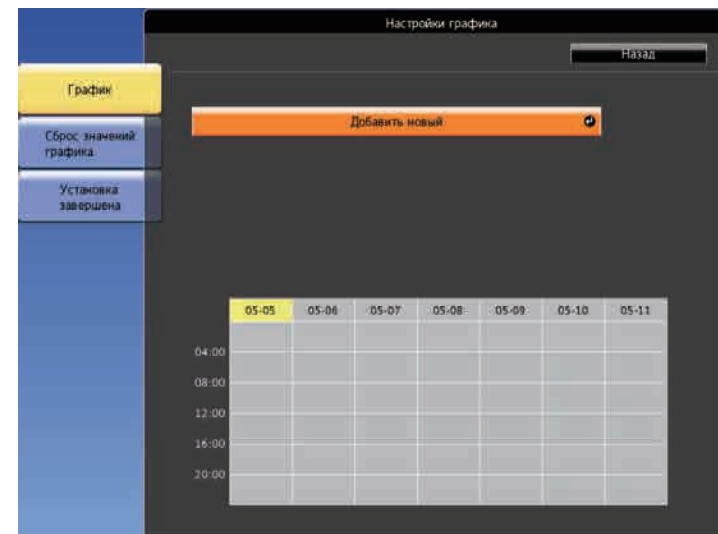 Настройки графика
Назад
График
Добавить новый
Сброс значений
графика
Установка
завершена
05-05 05-06 05-07 05-08 05-09 05-10 05-11
04:00
08:00
12:00
16:00
20:00